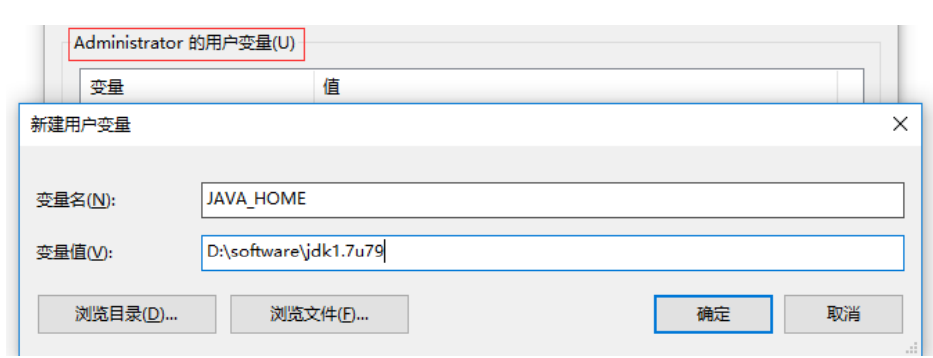 Administrator 的用户变量(U)
变量 值
新建用户变量
变量名(N): JAVA_HOME
变量值(V): D:\software\jdk1.7u79
浏览目录(D)... 浏览文件(F)... 确定 取消